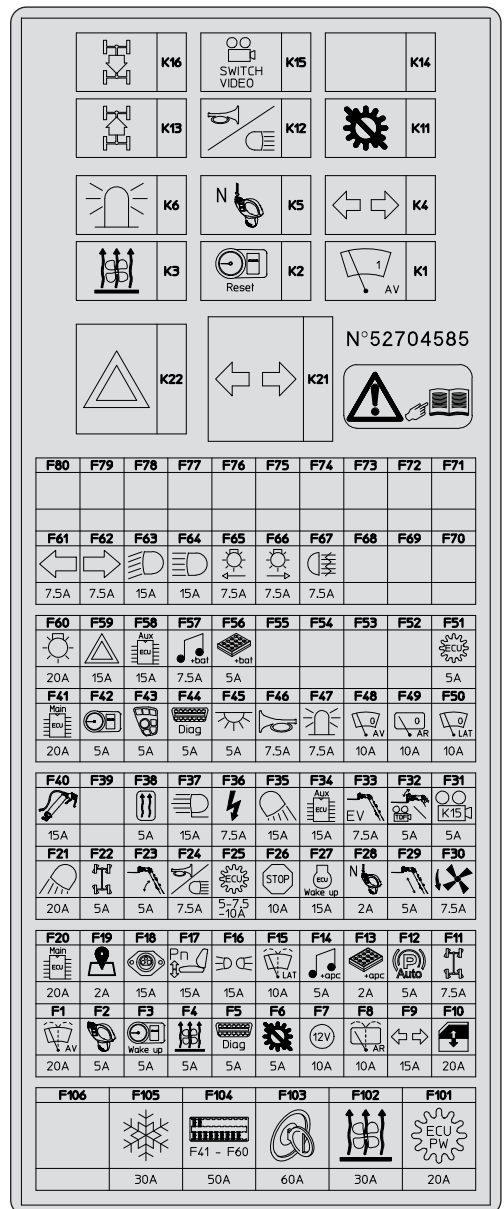 K16
SWITCH
VIDEO
K15
K14
K13
K12
K11
K6
N
K5
K4
K3
Reset
K2
1
AV
K1
K22
K21
N°52704585
F80 F79 F78 F77 F76 F75 F74 F73 F72 F71
F61 F62 F63 F64 F65 F66 F67 F68 F69 F70
7.5A 7.5A 15A 15A 7.5A 7.5A 7.5A
F60 F59 F58 F57 F56 F55 F54 F53 F52 F51
Aux
ECU +bat +bat ECU
20A 15A 15A 7.5A 5A 5A
F41 F42 F43 F44 F45 F46 F47 F48 F49 F50
Main 0 0 0
ECU Diag AV AR LAT
20A 5A 5A 5A 5A 7.5A 7.5A 10A 10A 10A
F40 F39 F38 F37 F36 F35 F34 F33 F32 F31
Aux
ECU EV TOP K15
15A 5A 15A 7.5A 15A 15A 7.5A 5A 5A
F21 F22 F23 F24 F25 F26 F27 F28 F29 F30
ECU STOP ECU N
Wake up
20A 5A 5A 7.5A 5-7.5 10A 15A 2A 5A 7.5A
-10A
F20 F19 F18 F17 F16 F15 F14 F13 F12 F11
Main Pn P
ECU LAT +apc +apc Auto
20A 2A 15A 15A 15A 10A 5A 2A 5A 7.5A
F1 F2 F3 F4 F5 F6 F7 F8 F9 F10
12V
AV Wake up Diag AR
20A 5A 5A 5A 5A 5A 10A 10A 15A 20A
F106 F105 F104 F103 F102 F101
F41 - F60
ECU
PW
30A 50A 60A 30A 20A